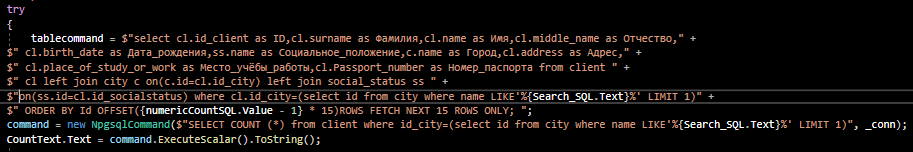 try
{
tablecommand = $"select cl.id_client as ID,cl.surname as Фамилия,cl.name as Имя,cl.middle_name as Отчество," +
$" cl.birth_date as Дата_рождения,ss.name as Социальное_положение,c.name as Город,cl.address as Адрес," +
$" cl.place_of_study_or_work as Место_учёбы_работы,cl.Passport_number as Номер_паспорта from client " +
$" cl left join city c on(c.id=cl.id_city) left join social_status ss " +
$"on(ss.id=cl.id_socialstatus) where cl.id_city=(select id from city where name LIKE'%{Search_SQL.Text}%' LIMIT 1)" +
$" ORDER BY Id OFFSET({numericCountSQL.Value - 1} * 15)ROWS FETCH NEXT 15 ROWS ONLY; ";
command = new NpgsqlCommand($"SELECT COUNT (*) from client where id_city=(select id from city where name LIKE'%{Search_SQL.Text}%' LIMIT 1)", _conn);
CountText.Text = command.ExecuteScalar().ToString();